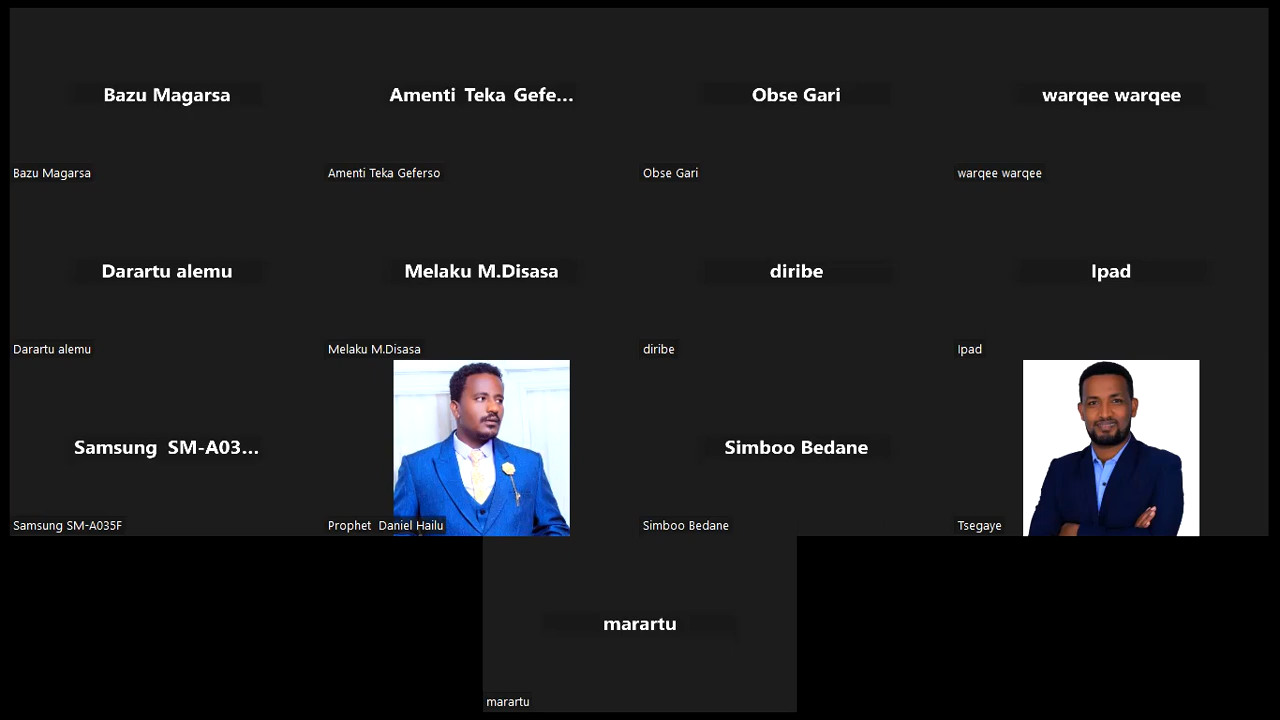 Bazu Magarsa
Amenti Teka Gefe...
Obse Gari
warqee warqee
Bazu Magarsa
Amenti Teka Geferso
Obse Gari
warqee warqee
Darartu alemu
Melaku M.Disasa
diribe
Ipad
Darartu alemu
Melaku M.Disasa
diribe
Ipad
Samsung SM-A03...
Simboo Bedane
Samsung SM-A035F
Prophet Daniel Hailu
Simboo Bedane
Tsegaye
marartu
marartu